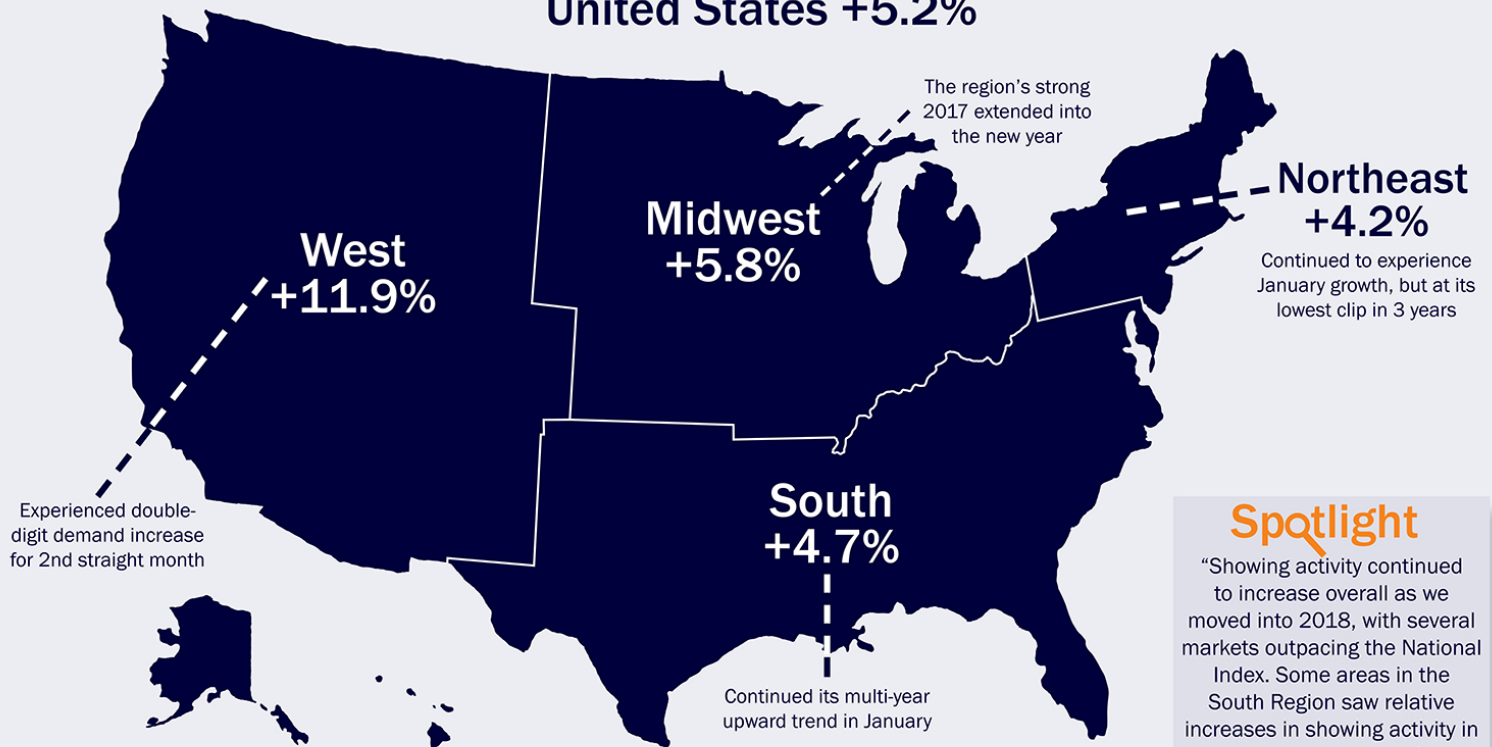 United States +5.2%
The region's strong
2017 extended into
the new year
Northeast
+4.2%
Continued to experience
January growth, but at its
lowest clip in 3 years
Midwest
+5.8%
West
+11.9%
Experienced double-
digit demand increase
for 2nd straight month
South
+4.7%
Continued its multi-year
upward trend in January
Spotlight
“Showing activity continued
to increase overall as we
moved into 2018, with several
markets outpacing the National
Index. Some areas in the
South Region saw relative
increases in showing activity in